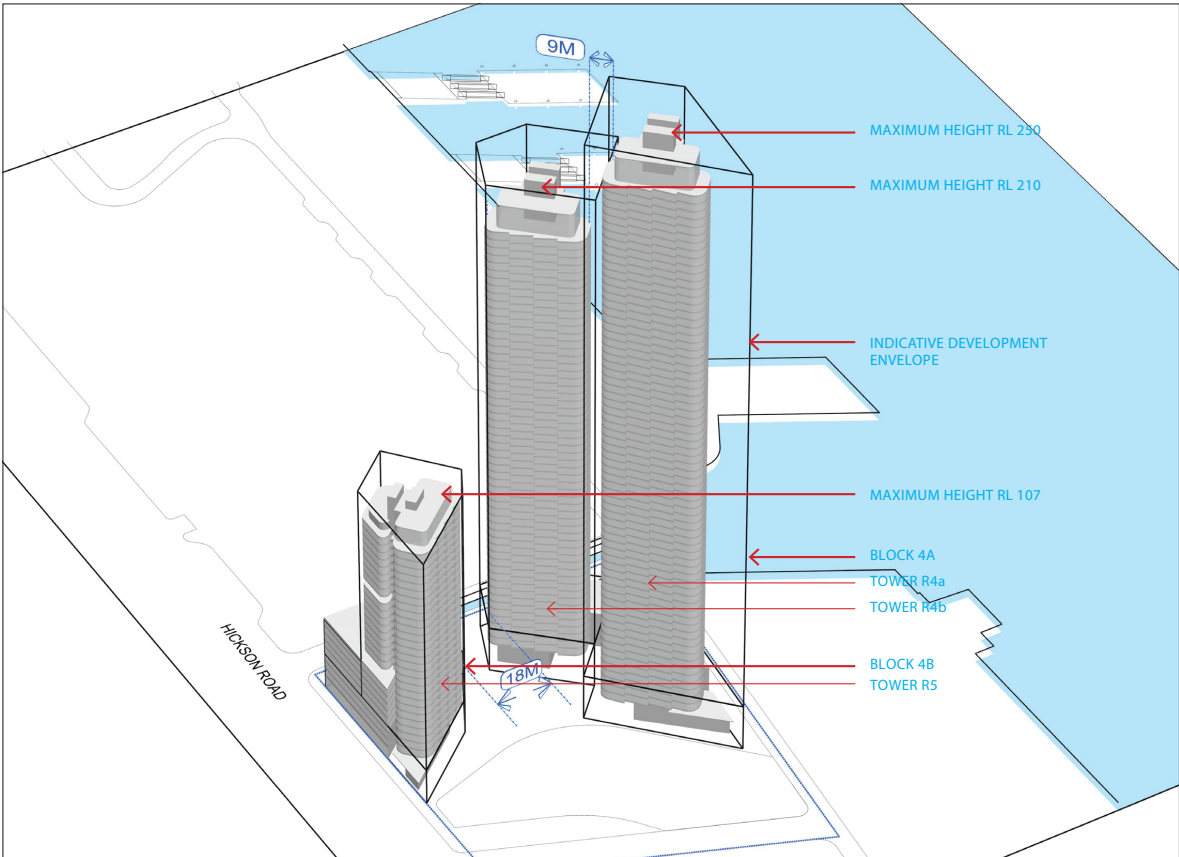 9M
MAXIMUM HEIGHT RL 250
MAXIMUM HEIGHT RL 210
INDICATIVE DEVELOPMENT
ENVELOPE
MAXIMUM HEIGHT RL 107
BLOCK 4A
TOWER R4a
TOWER R4b
HICKSON ROAD
BLOCK 4B
18M
TOWER R5